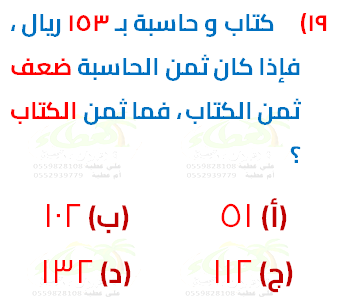 ١٩) كتاب و حاسبة بـ ١٥٣ ريال ،
فإذا كان ثمن الحاسبة ضعف
ثمن الكتاب ، فما ثمن الكتاب
؟
(أ) ٥١ (ب) ١٠٢
(ج) ١١٢ (د) ١٣٢